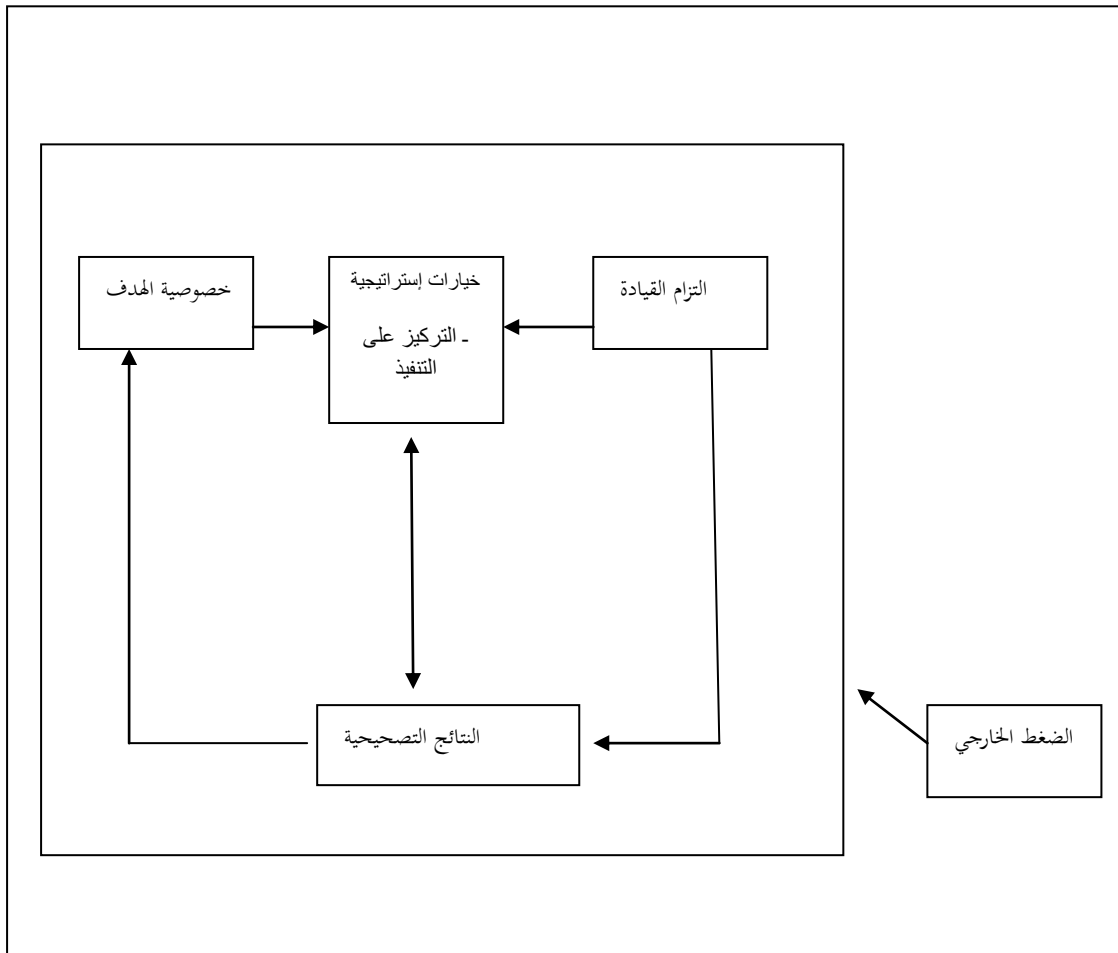 التزام القيادة
خيارات إستراتيجية
ـ التركيز على
التنفيذ
خصوصية الهدف
النتائج التصحيحية
الضغط الخارجي